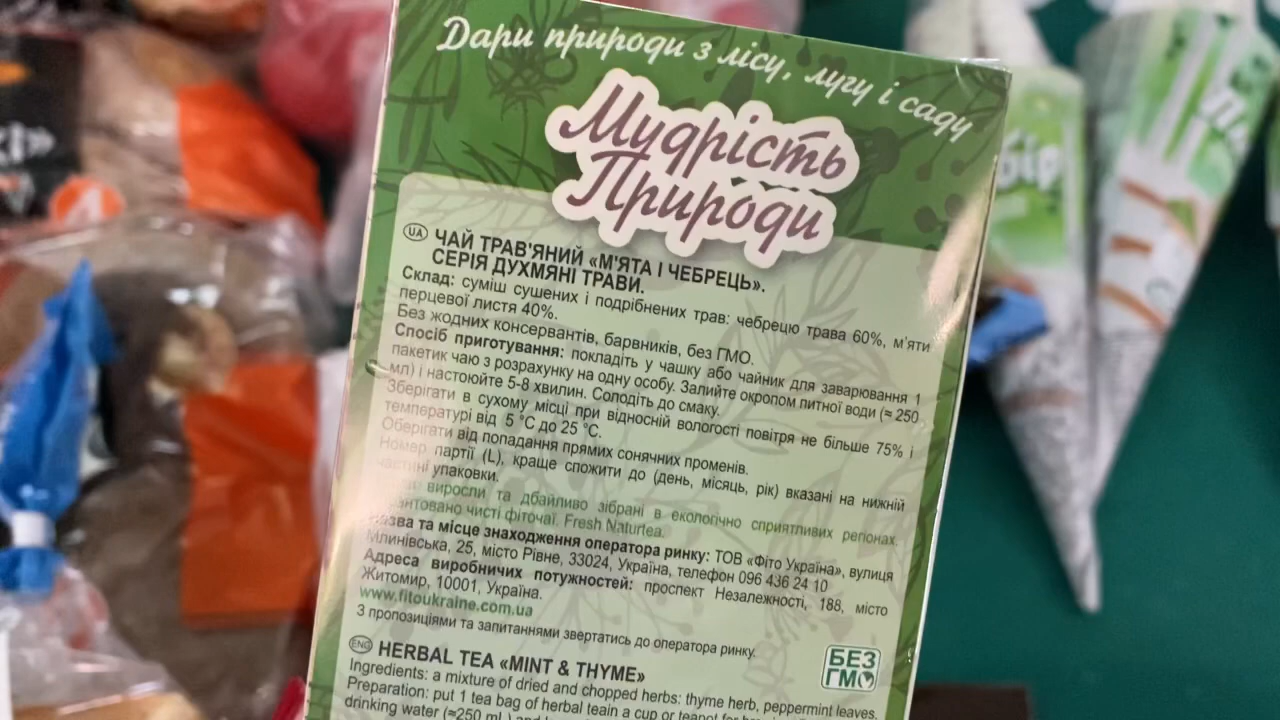 Дари природи з лісу, лугу і саду
Мудрість
Природи
UA ЧАЙ ТРАВ'ЯНИЙ «М'ЯТА І ЧЕБРЕЦЬ».
СЕРІЯ ДУХМЯНІ ТРАВИ.
Склад: суміш сушених і подрібнених трав: чебрецю трава 60%, м'яти
перцевої листя 40%.
Без жодних консервантів, барвників, без ГМО.
Спосіб приготування: покладіть у чашку або чайник для заварювання 1
пакетик чаю з розрахунку на одну особу. Залийте окропом питної води (≈ 250
мл) і настоюйте 5-8 хвилин. Солодіть до смаку.
Зберігати в сухому місці при відносній вологості повітря не більше 75% і
температурі від 5 °С до 25 °С.
Оберігати від попадання прямих сонячних променів.
Номер партії (L), краще спожити до (день, місяць, рік) вказані на нижній
частині упаковки.
виросли та дбайливо зібрані в екологічно сприятливих регіонах.
чисті фіточаї. Fresh Naturtea.
Назва та місце знаходження оператора ринку: ТОВ «Фіто Україна», вулиця
Млинівська, 25, місто Рівне, 33024, Україна, телефон 096 436 24 10
Адреса виробничих потужностей: проспект Незалежності, 188, місто
Житомир, 10001, Україна.
www.fitoukraine.com.ua
З пропозиціями та запитаннями звертатись до оператора ринку.
БЕЗ
ГМО
ENG HERBAL TEA «MINT & THYME»
Ingredients: a mixture of dried and chopped herbs: thyme herb, peppermint leaves.
Preparation: put 1 tea bag of herbal teain a cup or teapot for
drinking water (≈250 mL) and